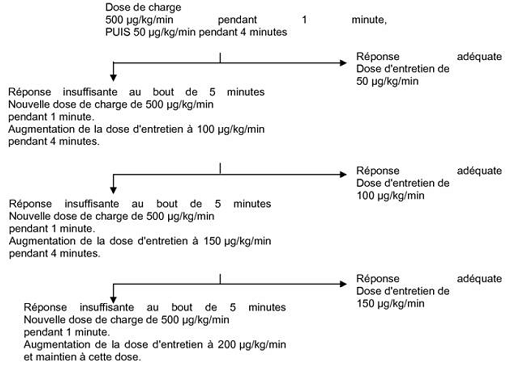 Dose de charge
500 µg/kg/min pendant 1 minute,
PUIS 50 µg/kg/min pendant 4 minutes
Réponse adéquate
Dose d'entretien de
50 µg/kg/min
Réponse insuffisante au bout de 5 minutes
Nouvelle dose de charge de 500 µg/kg/min
pendant 1 minute.
Augmentation de la dose d'entretien à 100 µg/kg/min
pendant 4 minutes.
Réponse adéquate
Dose d'entretien de
100 µg/kg/min
Réponse insuffisante au bout de 5 minutes
Nouvelle dose de charge de 500 µg/kg/min
pendant 1 minute.
Augmentation de la dose d'entretien à 150 µg/kg/min
pendant 4 minutes.
Réponse adéquate
Dose d'entretien de
150 µg/kg/min
Réponse insuffisante au bout de 5 minutes
Nouvelle dose de charge de 500 µg/kg/min
pendant 1 minute.
Augmentation de la dose d'entretien à 200 µg/kg/min
et maintien à cette dose.